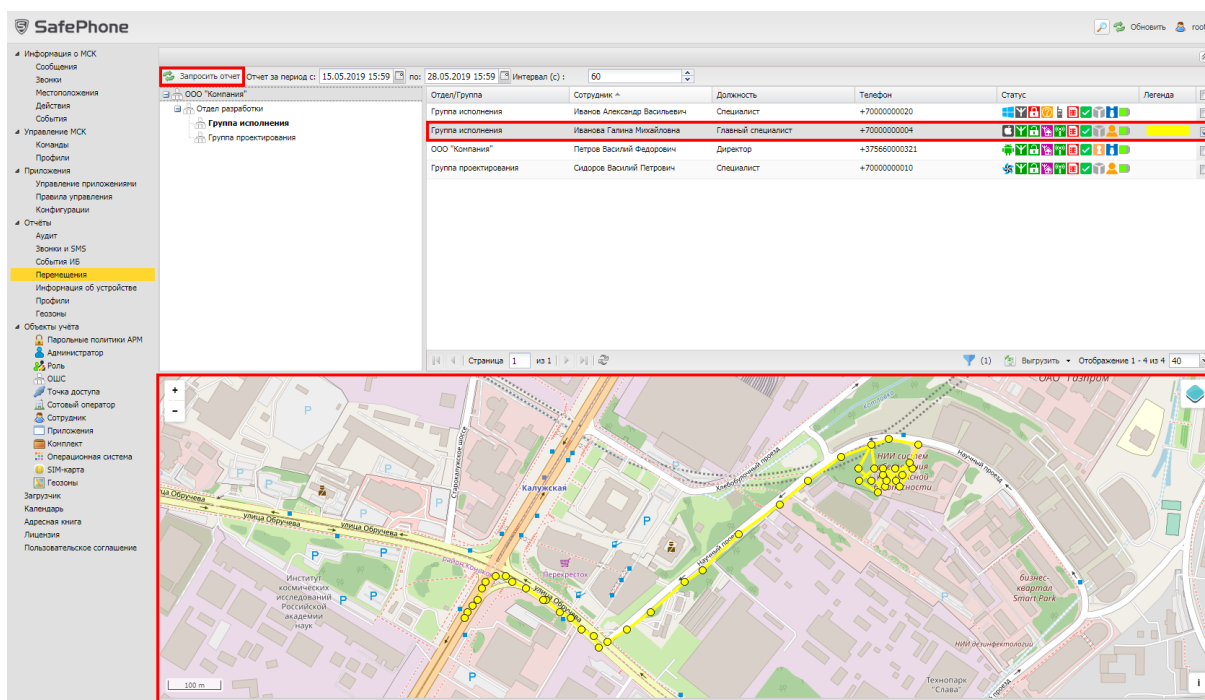 SafePhone
Обновить root
Информация о МСК
Сообщения
Звонки
Местоположения
Действия
События
Управление МСК
Команды
Профили
Приложения
Управление приложениями
Правила управления
Конфигурации
Отчёты
Аудит
Звонки и SMS
События ИБ
Перемещения
Информация об устройстве
Профили
Геозоны
Объекты учёта
Парольные политики АРМ
Администратор
Роль
ОШС
Точка доступа
Сотовый оператор
Сотрудник
Приложения
Комплект
Операционная система
SIM-карта
Геозоны
Загрузчик
Календарь
Адресная книга
Лицензия
Пользовательское соглашение
Запросить отчет Отчет за период с: 15.05.2019 15:59 по: 28.05.2019 15:59 Интервал (с) : 60
ООО "Компания"
Отдел разработки
Группа исполнения
Группа проектирования
Отдел/Группа Сотрудник Должность Телефон Статус Легенда
Группа исполнения Иванов Александр Васильевич Специалист +70000000020
Группа исполнения Иванова Галина Михайловна Главный специалист +70000000004
ООО "Компания" Петров Василий Федорович Директор +375660000321
Группа проектирования Сидоров Василий Петрович Специалист +70000000010
Страница 1 из 1 (1) Выгрузить Отображение 1 - 4 из 4 40
+
-
ОАО "Газпром"
Старокалужское шоссе
Калужская
Хлебобулочный проезд
Научный проезд
НИИ систем
улица Обручева
улица Обручева
улица Обручева
Перекресток
Институт
космических
исследований
Российской
академии
наук
бизнес-
квартал
Smart Park
НИИ дезинфектологии
Технопарк
"Слава"
100 m
i